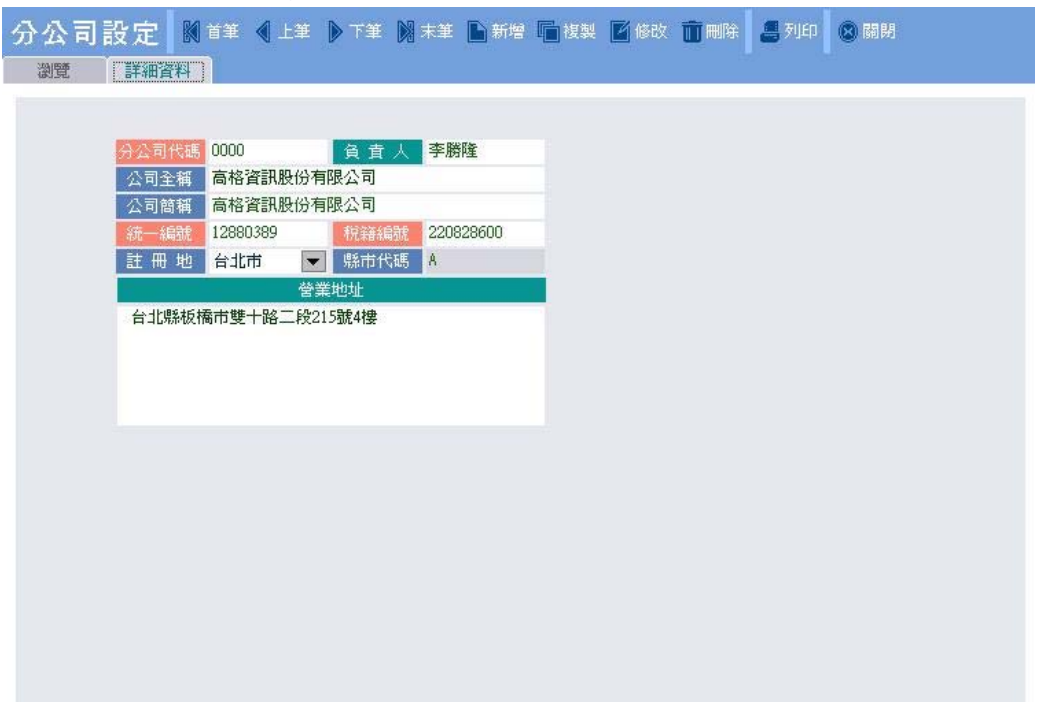 分公司設定 首筆 上筆 下筆 末筆 新增 複製 修改 刪除 列印 關閉
瀏覽 詳細資料
分公司代碼 0000 負責人 李勝隆
公司全稱 高格資訊股份有限公司
公司簡稱 高格資訊股份有限公司
統一編號 12880389 稅籍編號 220828600
註冊地 台北市 縣市代碼 A
營業地址
台北縣板橋市雙十路二段215號4樓